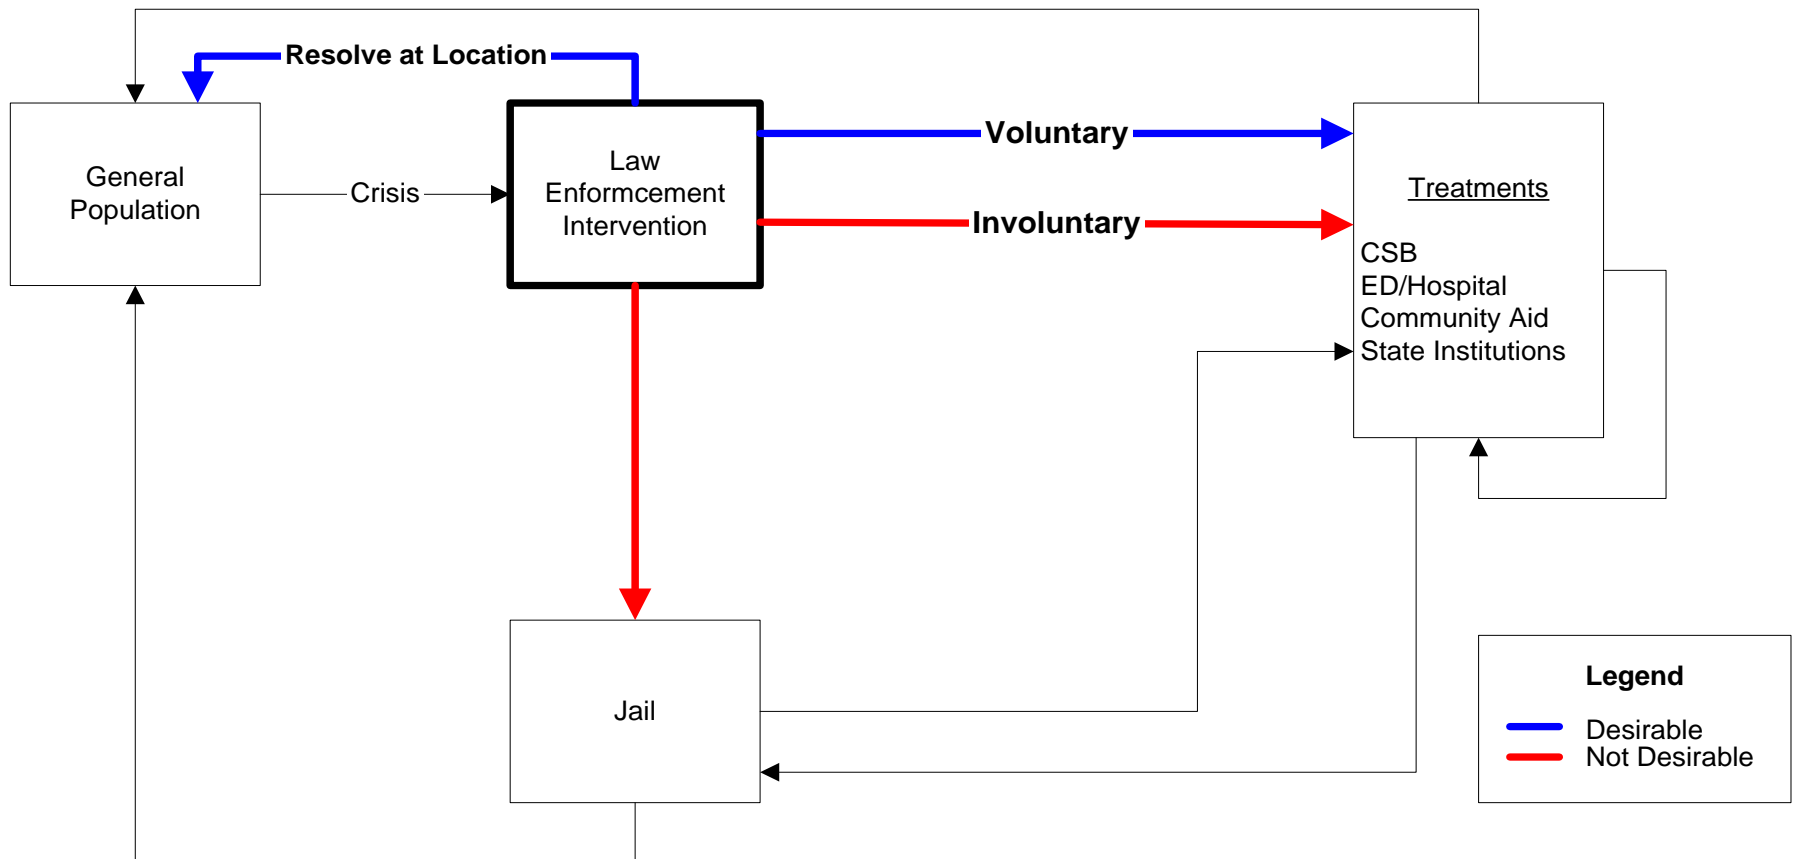 Resolve at Location
General
Population
Crisis
Law
Enformcement
Intervention
Voluntary
Involuntary
Treatments
CSB
ED/Hospital
Community Aid
State Institutions
Jail
Legend
Desirable
Not Desirable